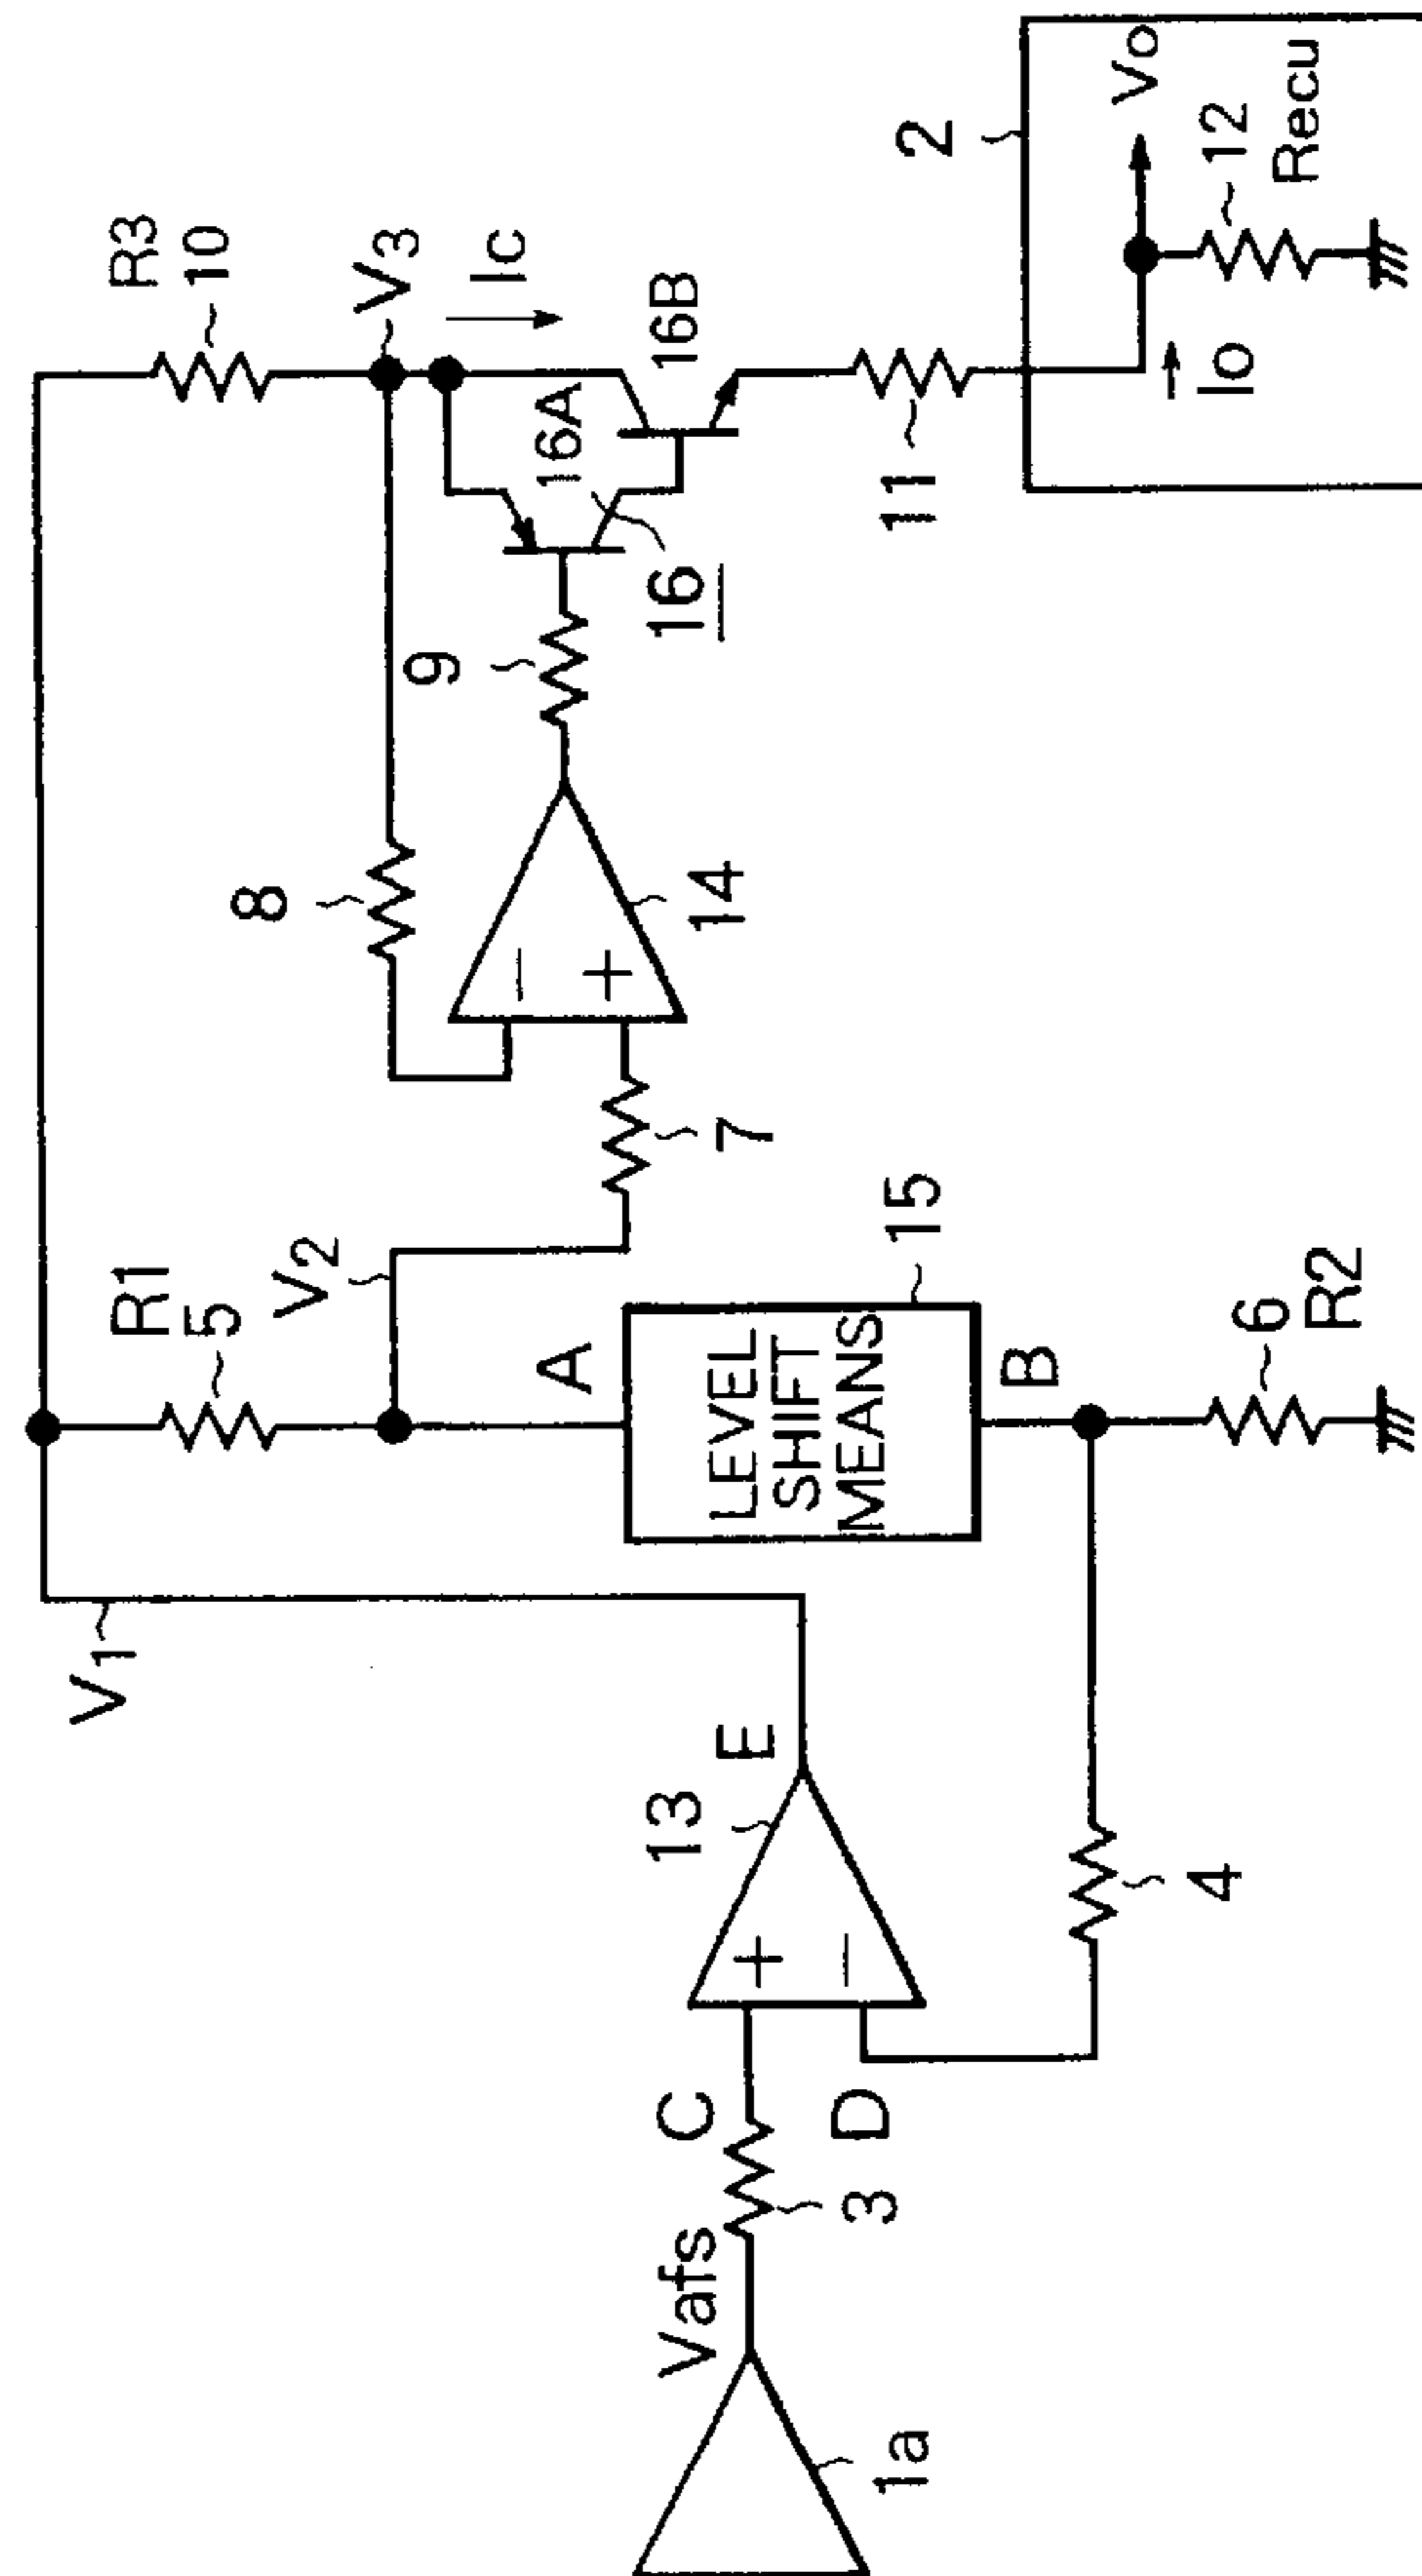 V1
R1
5
V2
A
LEVEL
SHIFT
MEANS
15
B
6
R2
1a
Vafs
3
C
D
+
−
13
E
4
7
8
−
+
14
9
16
16A
16B
R3
10
V3
Ic
11
2
Io
Vo
12
Recu